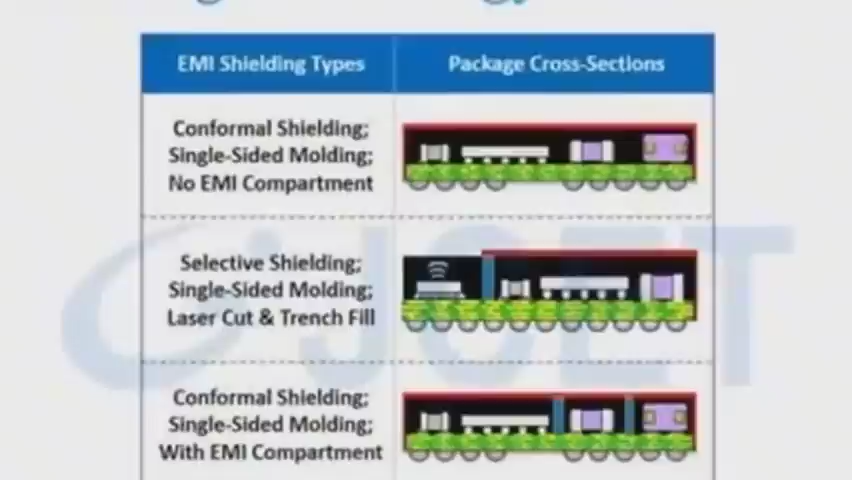 EMI Shielding Types
Package Cross-Sections
Conformal Shielding;
Single-Sided Molding;
No EMI Compartment
Selective Shielding;
Single-Sided Molding;
Laser Cut & Trench Fill
Conformal Shielding;
Single-Sided Molding;
With EMI Compartment
JCET